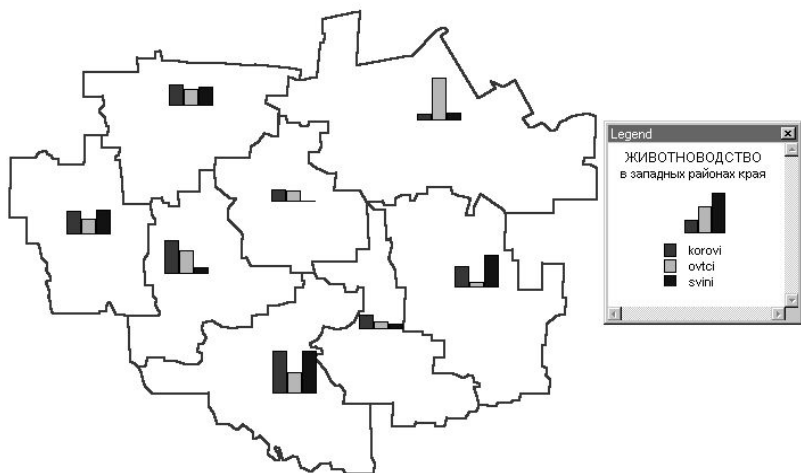 Legend
ЖИВОТНОВОДСТВО
в западных районах края
korovi
ovtci
svini